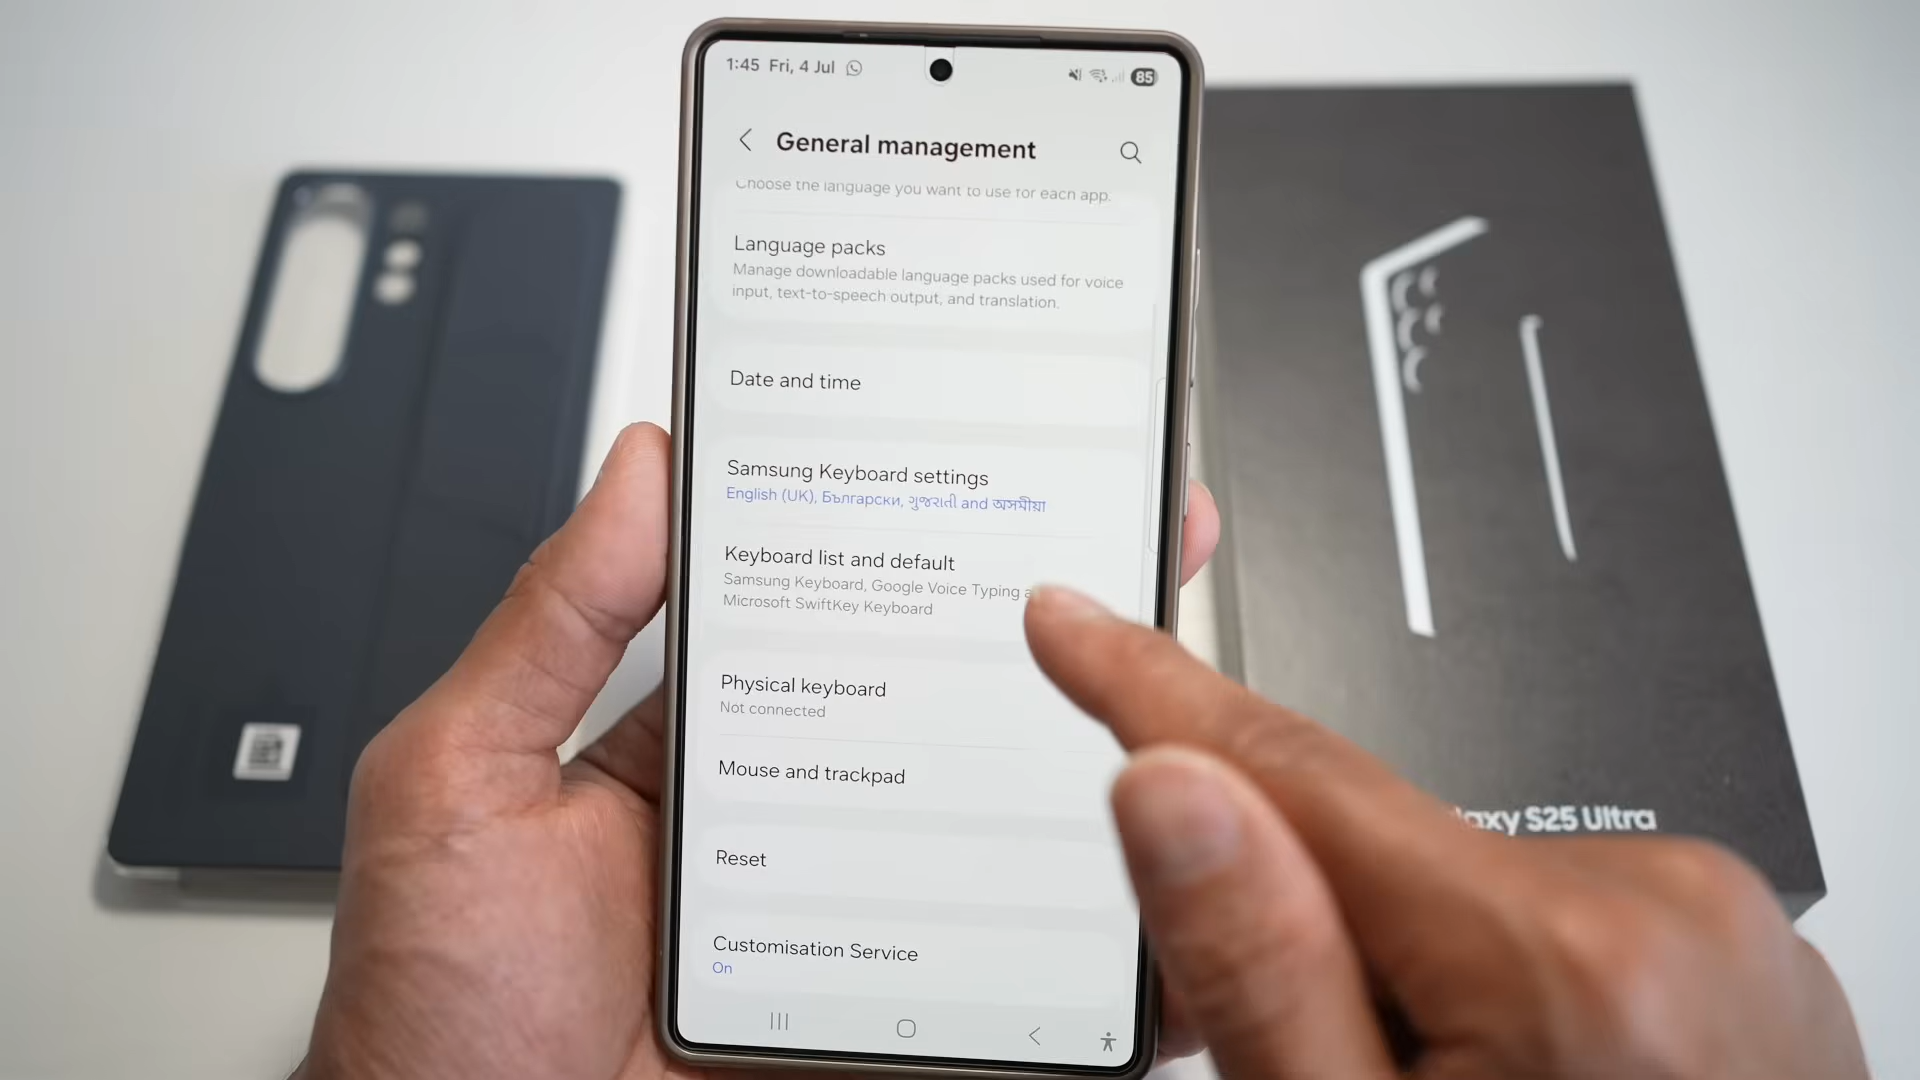 1:45 Fri, 4 Jul
85
General management
Choose the language you want to use for each app.
Language packs
Manage downloadable language packs used for voice
input, text-to-speech output, and translation.
Date and time
Samsung Keyboard settings
English (UK), Български, ગુજરાતી and অসমীয়া
Keyboard list and default
Samsung Keyboard, Google Voice Typing a
Microsoft SwiftKey Keyboard
Physical keyboard
Not connected
Mouse and trackpad
Reset
Customisation Service
On
laxy S25 Ultra